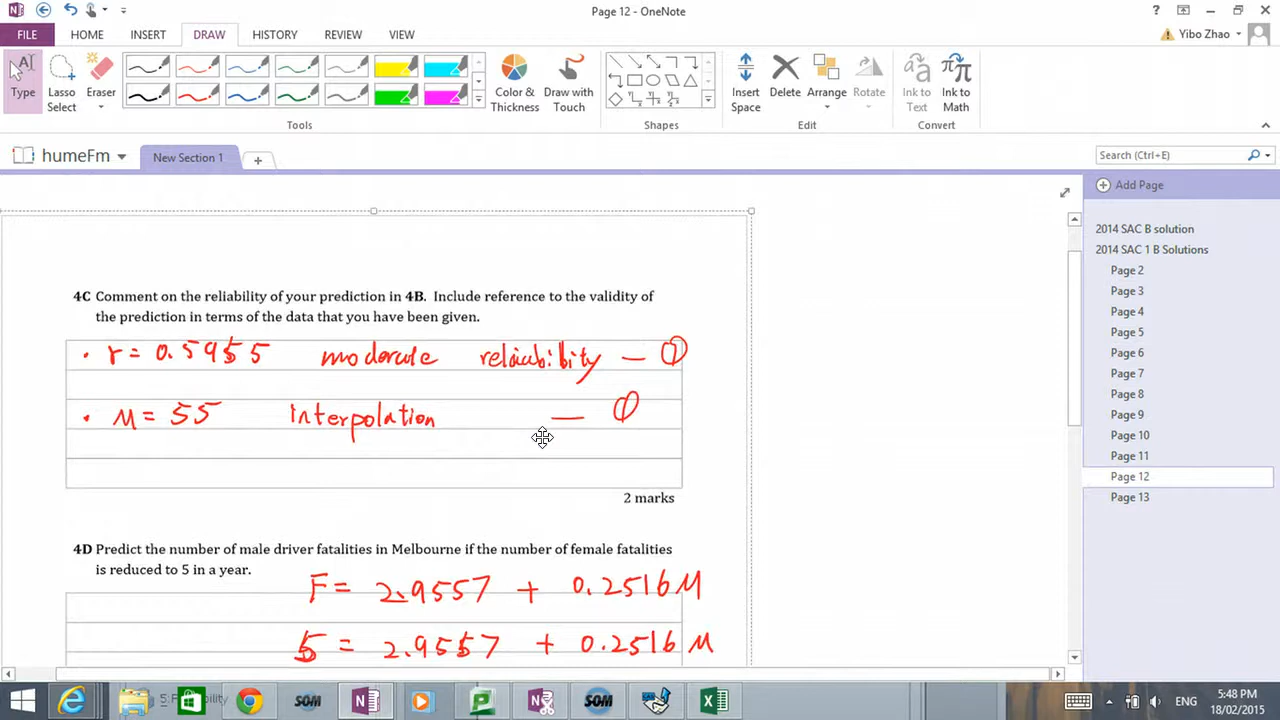 Page 12 - OneNote
?
FILE
HOME
INSERT
DRAW
HISTORY
REVIEW
VIEW
Yibo Zhao
Type
Lasso Select
Eraser
Color & Thickness
Draw with Touch
Insert Space
Delete
Arrange
Rotate
Ink to Text
Ink to Math
Tools
Shapes
Edit
Convert
humeFm
New Section 1
Search (Ctrl+E)
Add Page
2014 SAC B solution
2014 SAC 1 B Solutions
Page 2
Page 3
Page 4
Page 5
Page 6
Page 7
Page 8
Page 9
Page 10
Page 11
Page 12
Page 13
4C Comment on the reliability of your prediction in 4B. Include reference to the validity of
the prediction in terms of the data that you have been given.
• r = 0.5955 moderate reliability — ①
• M = 55 interpolation — ①
2 marks
4D Predict the number of male driver fatalities in Melbourne if the number of female fatalities
is reduced to 5 in a year.
F = 2.9557 + 0.2516 M
5 = 2.9557 + 0.2516 M
SOM
SOM
ENG
5:48 PM
18/02/2015